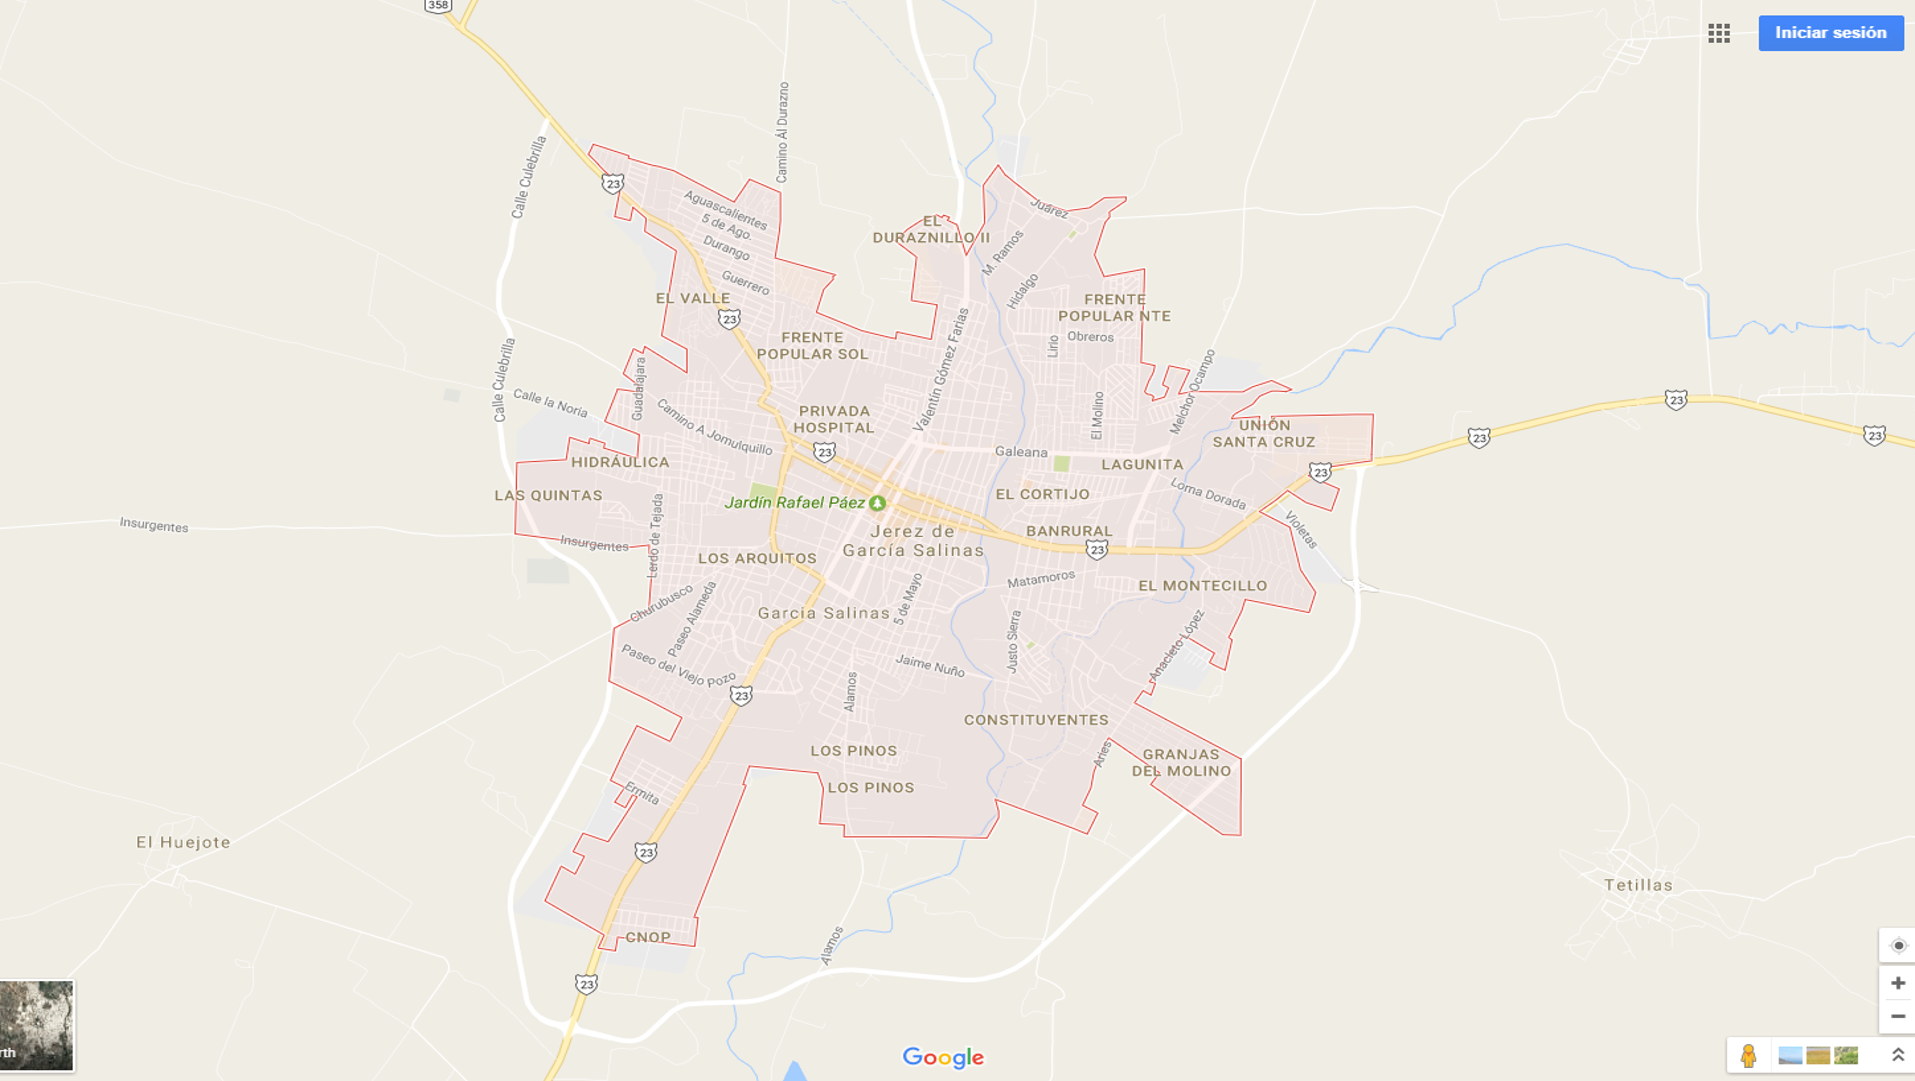 358
Iniciar sesión
Camino Ál Durazno
Calle Culebrilla
23
Aguascalientes
5 de Ago.
Durango
Guerrero
EL
DURAZNILLO II
Juárez
M. Ramos
Hidalgo
EL VALLE
23
FRENTE
POPULAR NTE
Obreros
Lirio
FRENTE
POPULAR SOL
Valentín Gómez Farias
Melchor Ocampo
Calle Culebrilla
Guadalajara
Calle la Noria
Camino A Jomulquillo
PRIVADA
HOSPITAL
El Molino
23
UNIÓN
SANTA CRUZ
23
23
23
23
Galeana
HIDRÁULICA
LAGUNITA
23
LAS QUINTAS
Jardín Rafael Páez
EL CORTIJO
Loma Dorada
Insurgentes
Insurgentes
Lerdo de Tejada
Jerez de
García Salinas
BANRURAL
23
Violetas
LOS ARQUITOS
Matamoros
EL MONTECILLO
Churubusco
Paseo Alameda
García Salinas
5 de Mayo
Justo Sierra
Anacleto López
Paseo del Viejo Pozo
Jaime Nuño
23
Alamos
CONSTITUYENTES
LOS PINOS
Aries
GRANJAS
DEL MOLINO
LOS PINOS
Ermita
El Huejote
23
Tetillas
CNOP
Alamos
23
rth
Google